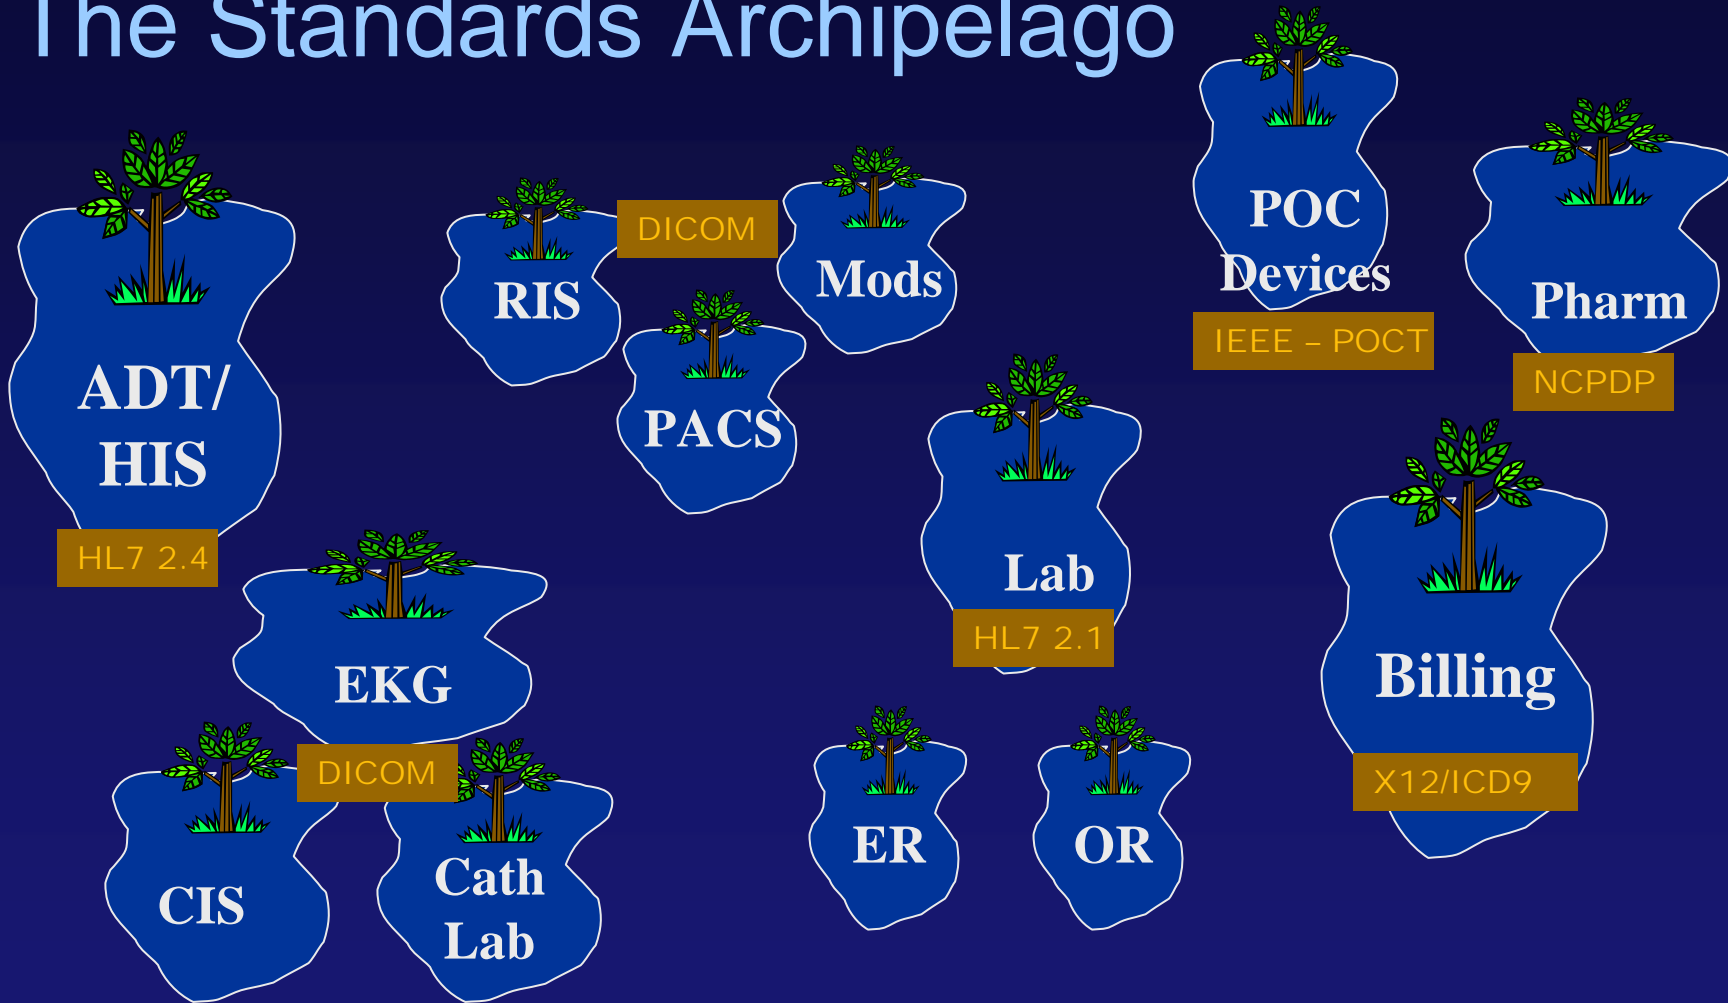 The Standards Archipelago
POC
Devices
IEEE – POCT
Pharm
NCPDP
DICOM
RIS
Mods
PACS
ADT/
HIS
HL7 2.4
Lab
HL7 2.1
EKG
DICOM
CIS
Cath
Lab
ER
OR
Billing
X12/ICD9